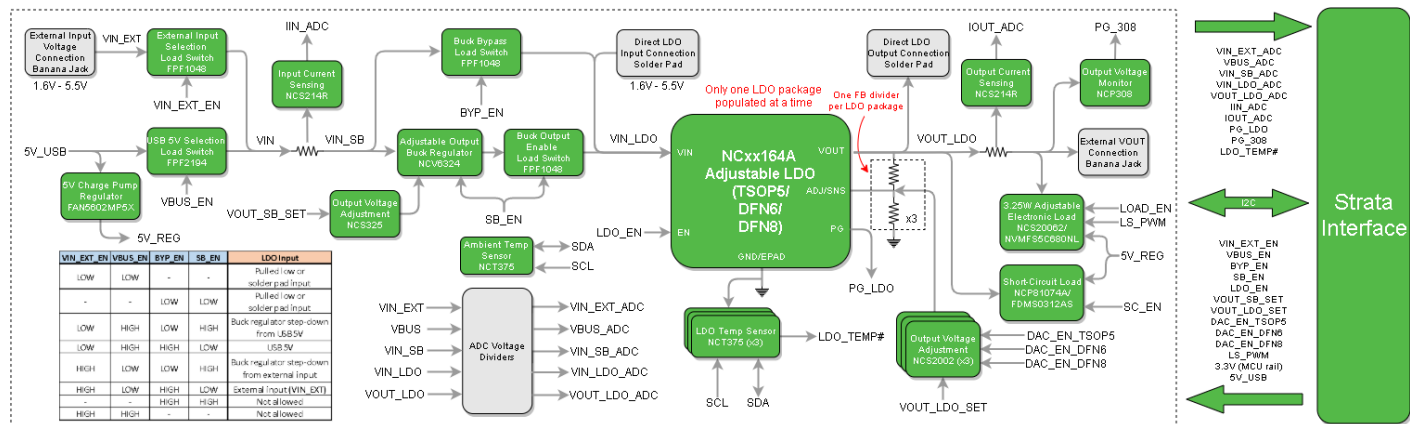 External Input
Voltage
Connection
Banana Jack
1.6V - 5.5V
VIN_EXT
External Input
Selection
Load Switch
FPF1048
VIN_EXT_EN
5V_USB
USB 5V Selection
Load Switch
FPF2194
VBUS_EN
5V Charge Pump
Regulator
FAN5602MP5X
5V_REG
VIN
IIN_ADC
Input Current
Sensing
NCS214R
VIN_SB
Buck Bypass
Load Switch
FPF1048
BYP_EN
Adjustable Output
Buck Regulator
NCV6324
Buck Output
Enable
Load Switch
FPF1048
SB_EN
VOUT_SB_SET
Output Voltage
Adjustment
NCS325
Direct LDO
Input Connection
Solder Pad
1.6V - 5.5V
VIN_LDO
LDO_EN
Ambient Temp
Sensor
NCT375
SDA
SCL
Only one LDO package
populated at a time
One FB divider
per LDO package
NCxx164A
Adjustable LDO
(TSOP5/
DFN6/
DFN8)
VIN
EN
VOUT
ADJ/SNS
PG
GND/EPAD
x3
PG_LDO
Direct LDO
Output Connection
Solder Pad
VOUT_LDO
IOUT_ADC
Output Current
Sensing
NCS214R
PG_308
Output Voltage
Monitor
NCP308
External VOUT
Connection
Banana Jack
3.25W Adjustable
Electronic Load
NCS20062/
NVMFS5C680NL
LOAD_EN
LS_PWM
5V_REG
Short-Circuit Load
NCP81074A/
FDMS0312AS
SC_EN
LDO Temp Sensor
NCT375 (x3)
LDO_TEMP#
SCL
SDA
Output Voltage
Adjustment
NCS2002 (x3)
DAC_EN_TSOP5
DAC_EN_DFN6
DAC_EN_DFN8
VOUT_LDO_SET
VIN_EXT
VBUS
VIN_SB
VIN_LDO
VOUT_LDO
ADC Voltage
Dividers
VIN_EXT_ADC
VBUS_ADC
VIN_SB_ADC
VIN_LDO_ADC
VOUT_LDO_ADC
VIN_EXT_EN VBUS_EN BYP_EN SB_EN LDO Input
LOW LOW - - Pulled low or
solder pad input
- - LOW LOW Pulled low or
solder pad input
LOW HIGH LOW HIGH Buck regulator step-down
from USB 5V
LOW HIGH HIGH LOW USB 5V
HIGH LOW LOW HIGH Buck regulator step-down
from external input
HIGH LOW HIGH LOW External input (VIN_EXT)
- - HIGH HIGH Not allowed
HIGH HIGH - - Not allowed
VIN_EXT_ADC
VBUS_ADC
VIN_SB_ADC
VIN_LDO_ADC
VOUT_LDO_ADC
IIN_ADC
IOUT_ADC
PG_LDO
PG_308
LDO_TEMP#
I2C
VIN_EXT_EN
VBUS_EN
BYP_EN
SB_EN
LDO_EN
VOUT_SB_SET
VOUT_LDO_SET
DAC_EN_TSOP5
DAC_EN_DFN6
DAC_EN_DFN8
LS_PWM
3.3V (MCU rail)
5V_USB
Strata
Interface